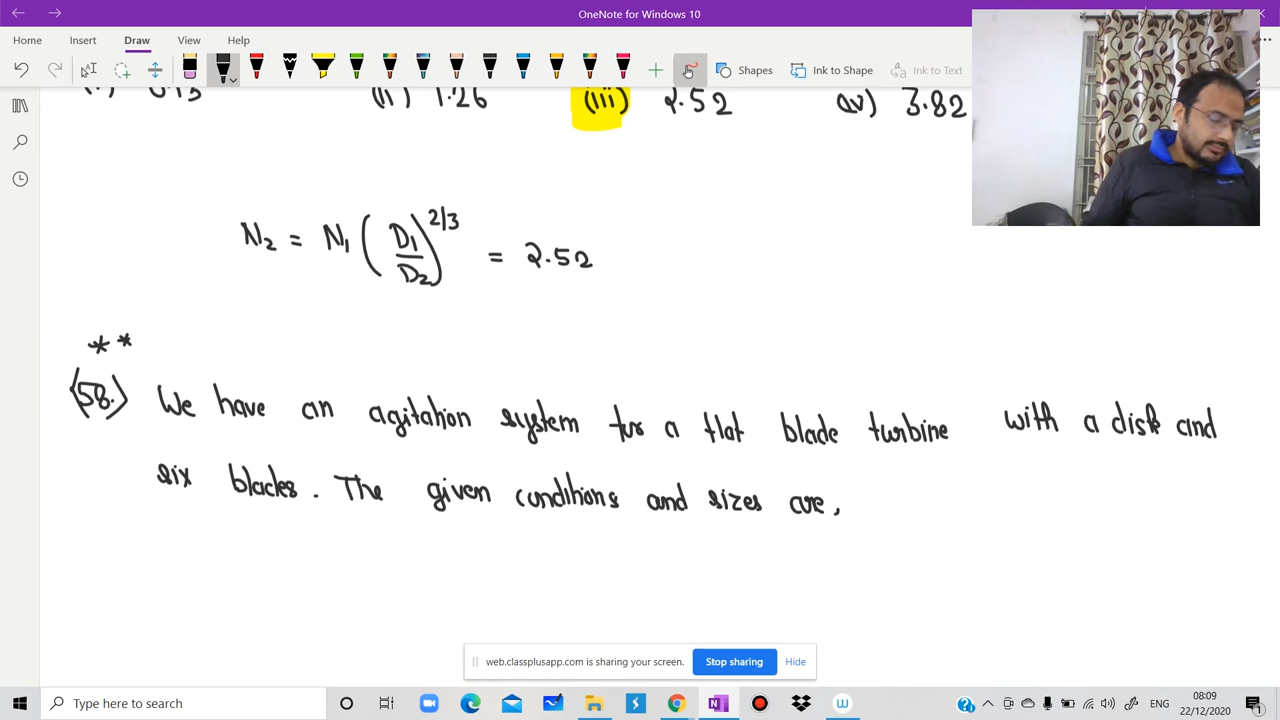 OneNote for Windows 10
Home Insert Draw View Help
Shapes Ink to Shape Ink to Text
(ii) 1.26 (iii) 2.52 (iv) 3.82
N₂ = N₁ (D₁/D₂)^2/3 = 2.52
**
(58.) We have an agitation system for a flat blade turbine with a disk and
six blades. The given conditions and sizes are,
web.classplusapp.com is sharing your screen. Stop sharing Hide
Type here to search
ENG
08:09
22/12/2020